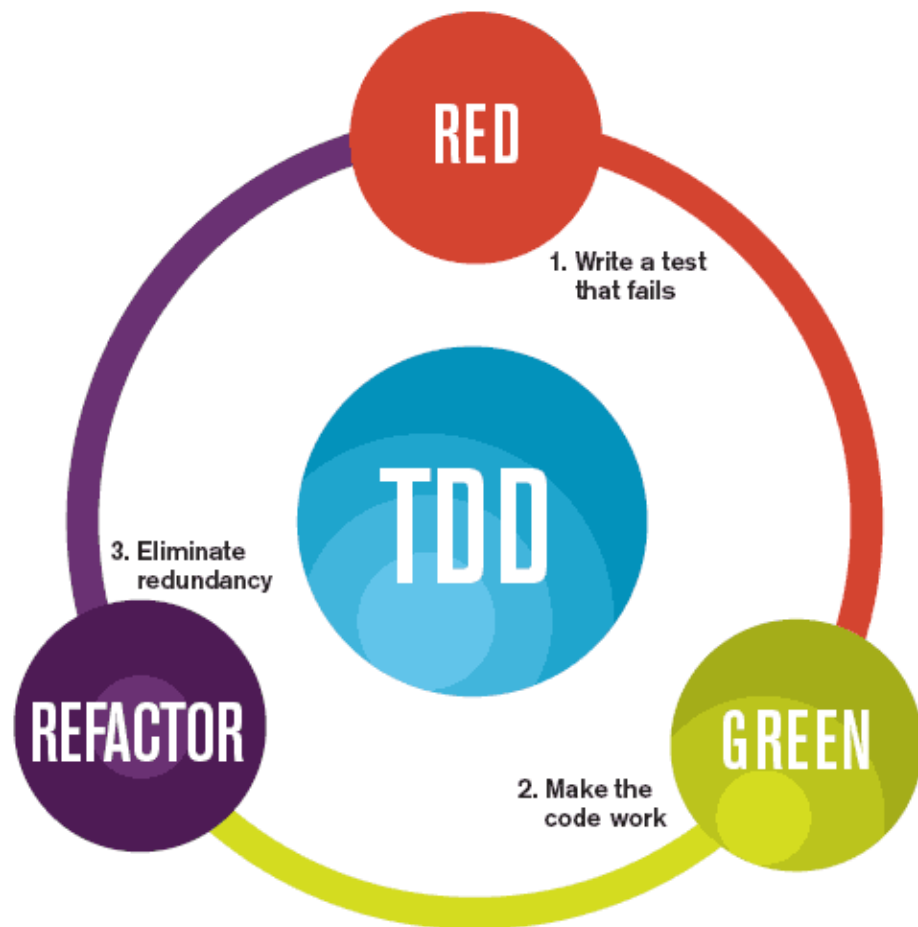 RED
1. Write a test
that fails
TDD
3. Eliminate
redundancy
REFACTOR
GREEN
2. Make the
code work